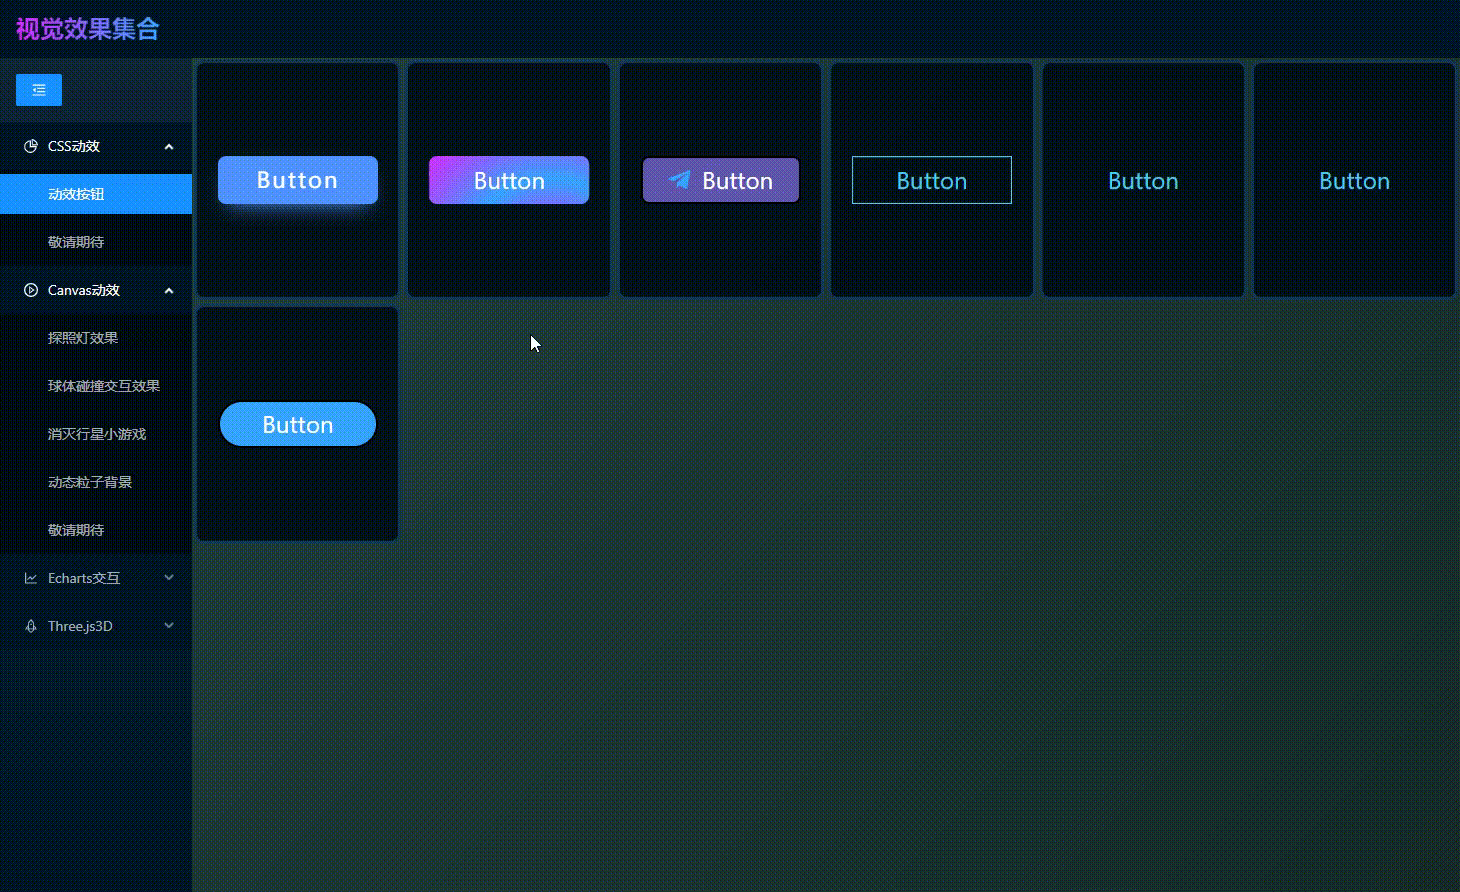 视觉效果集合
CSS动效
动效按钮
敬请期待
Canvas动效
探照灯效果
球体碰撞交互效果
消灭行星小游戏
动态粒子背景
敬请期待
Echarts交互
Three.js3D
Button
Button
Button
Button
Button
Button
Button